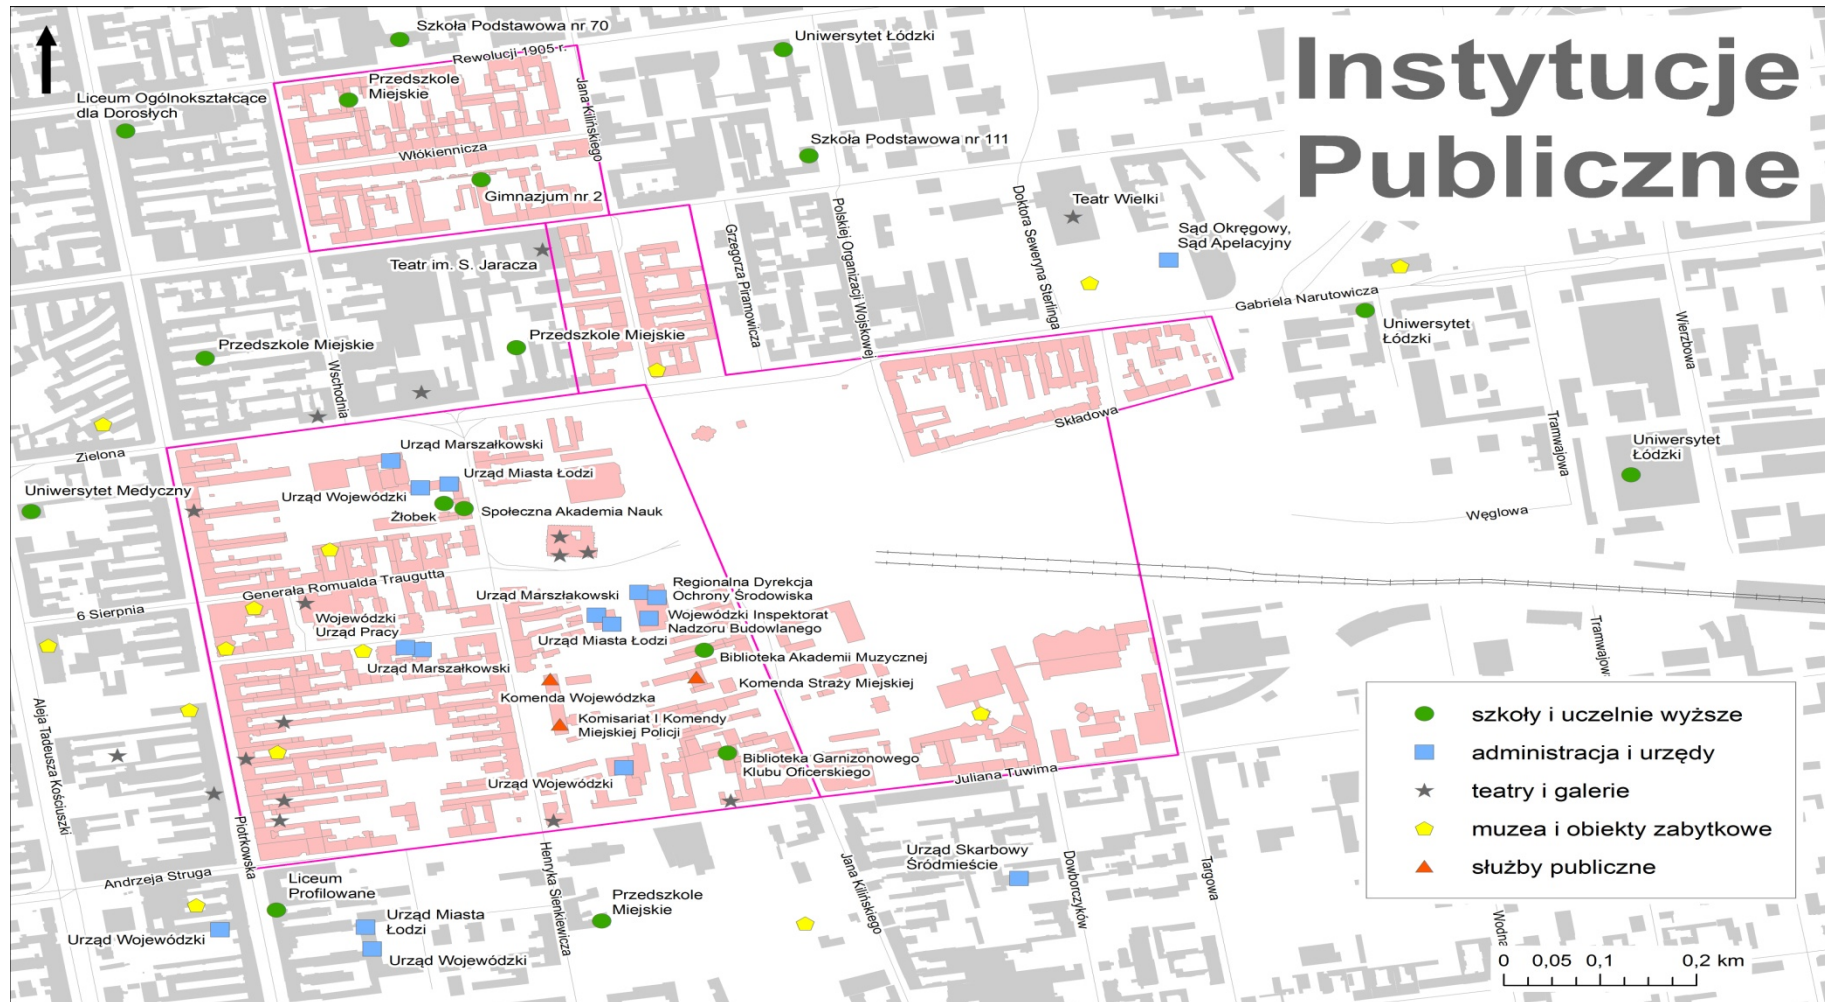 Instytucje
Publiczne
Szkoła Podstawowa nr 70
Rewolucji 1905 r.
Uniwersytet Łódzki
Przedszkole
Miejskie
Liceum Ogólnokształcące
dla Dorosłych
Jana Kilińskiego
Włókiennicza
Szkoła Podstawowa nr 111
Gimnazjum nr 2
Teatr Wielki
Sąd Okręgowy,
Sąd Apelacyjny
Teatr im. S. Jaracza
Grzegorza Piramowicza
Polskiej Organizacji Wojskowej
Doktora Seweryna Sterlinga
Gabriela Narutowicza
Przedszkole Miejskie
Przedszkole Miejskie
Wschodnia
Uniwersytet
Łódzki
Wierzbowa
Składowa
Tramwajowa
Zielona
Urząd Marszałkowski
Urząd Miasta Łodzi
Uniwersytet
Łódzki
Uniwersytet Medyczny
Urząd Wojewódzki
Żłobek
Społeczna Akademia Nauk
Węglowa
Generała Romualda Traugutta
6 Sierpnia
Urząd Marszłakowski
Regionalna Dyrekcja
Ochrony Środowiska
Wojewódzki
Urząd Pracy
Wojewódzki Inspektorat
Nadzoru Budowlanego
Urząd Miasta Łodzi
Tramwajowa
Urząd Marszałkowski
Biblioteka Akademii Muzycznej
Komenda Straży Miejskiej
Komenda Wojewódzka
Komisariat I Komendy
Miejskiej Policji
Aleja Tadeusza Kościuszki
Biblioteka Garnizonowego
Klubu Oficerskiego
Urząd Wojewódzki
Juliana Tuwima
Piotrkowska
Henryka Sienkiewicza
Jana Kilińskiego
Urząd Skarbowy
Śródmieście
Dowborczyków
Targowa
Andrzeja Struga
Liceum
Profilowane
Przedszkole
Miejskie
Urząd Miasta
Łodzi
Urząd Wojewódzki
Urząd Wojewódzki
Wodna
szkoły i uczelnie wyższe
administracja i urzędy
teatry i galerie
muzea i obiekty zabytkowe
służby publiczne
0 0,05 0,1 0,2 km